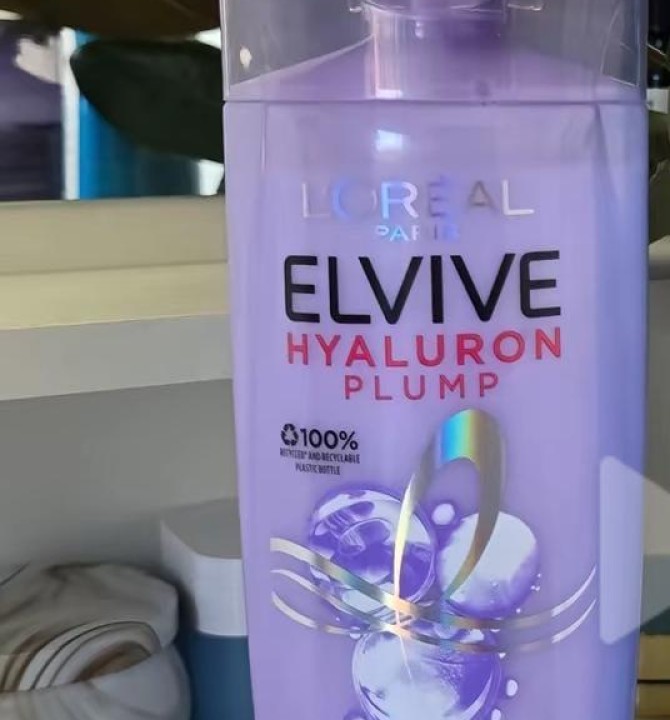 L'ORÉAL
PARIS
ELVIVE
HYALURON
PLUMP
100%
RECYCLED* AND RECYCLABLE
PLASTIC BOTTLE